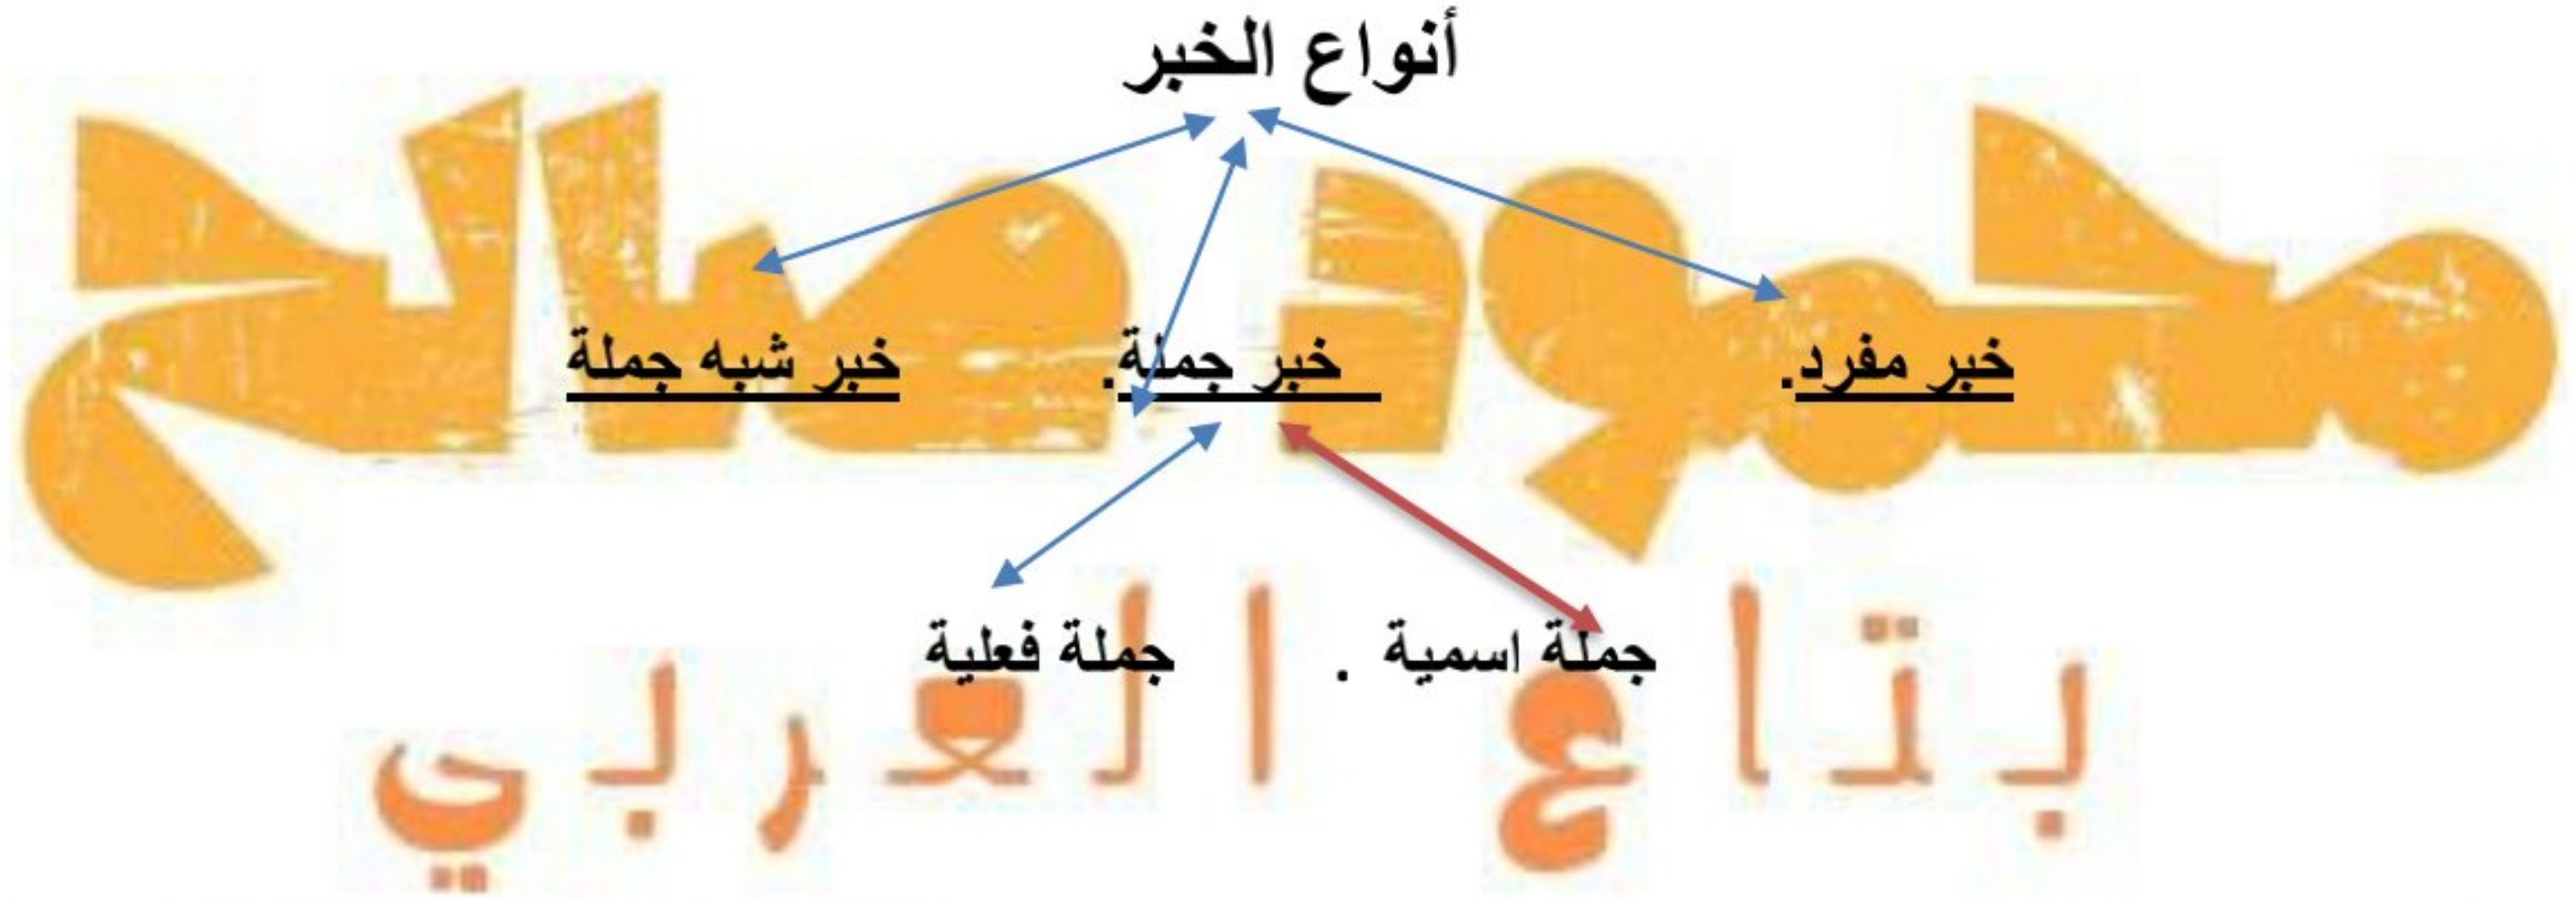 أنواع الخبر
محمود صالح
خبر مفرد. خبر جملة. خبر شبه جملة
جملة اسمية . جملة فعلية
بتاع العربي